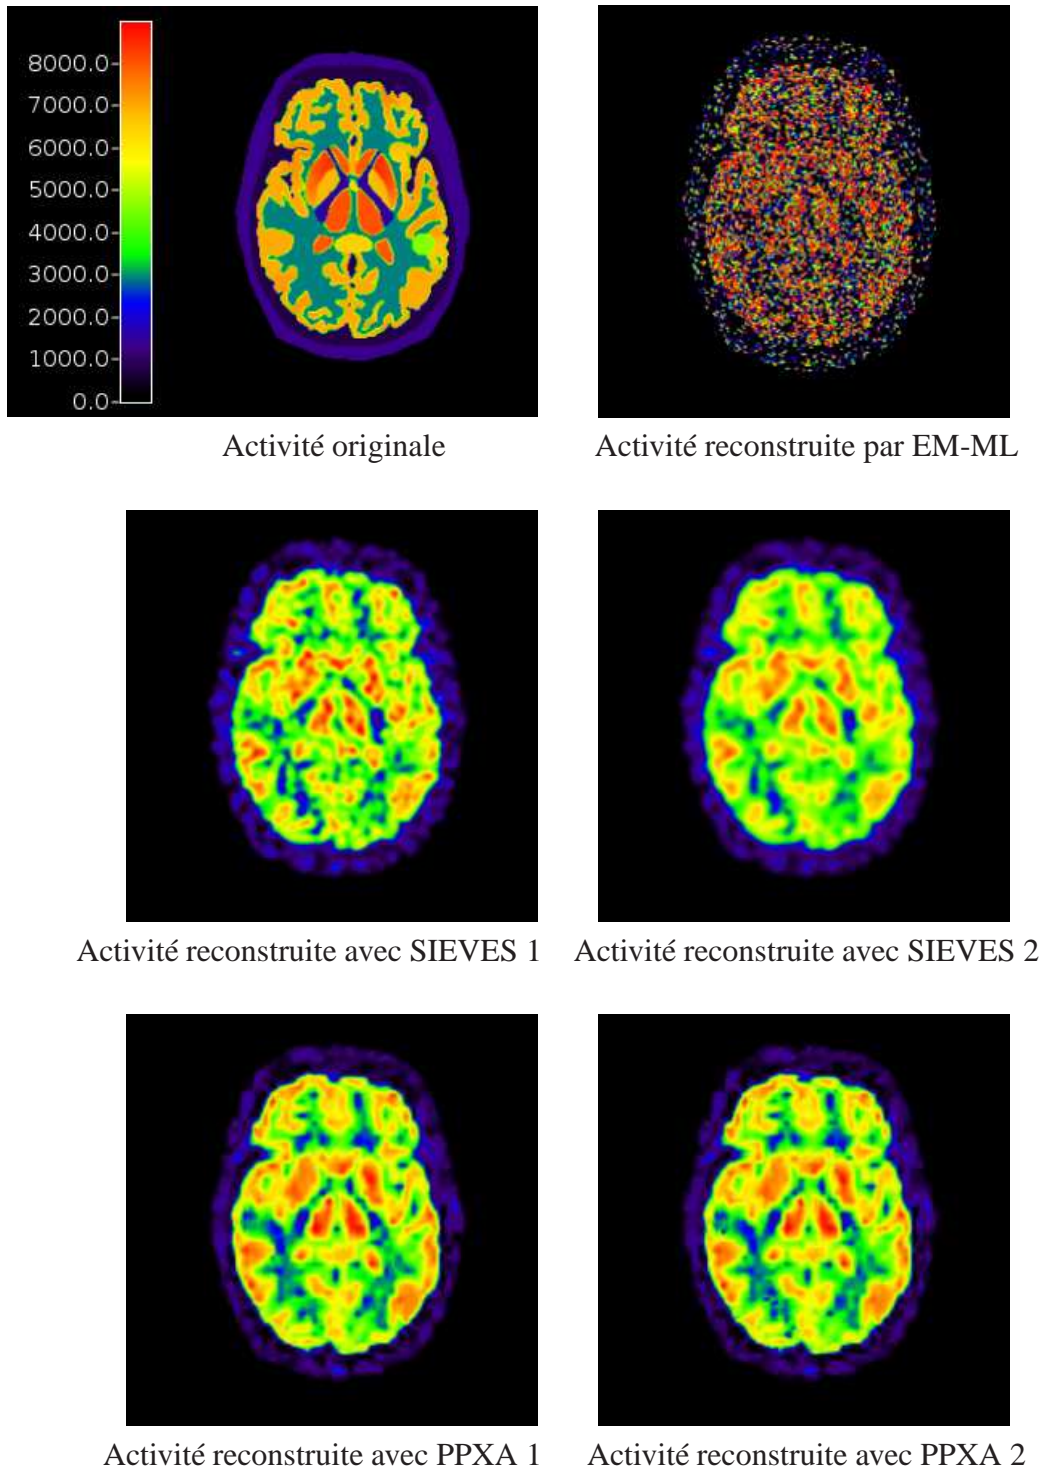 8000.0
7000.0
6000.0
5000.0
4000.0
3000.0
2000.0
1000.0
0.0
Activité originale
Activité reconstruite par EM-ML
Activité reconstruite avec SIEVES 1
Activité reconstruite avec SIEVES 2
Activité reconstruite avec PPXA 1
Activité reconstruite avec PPXA 2